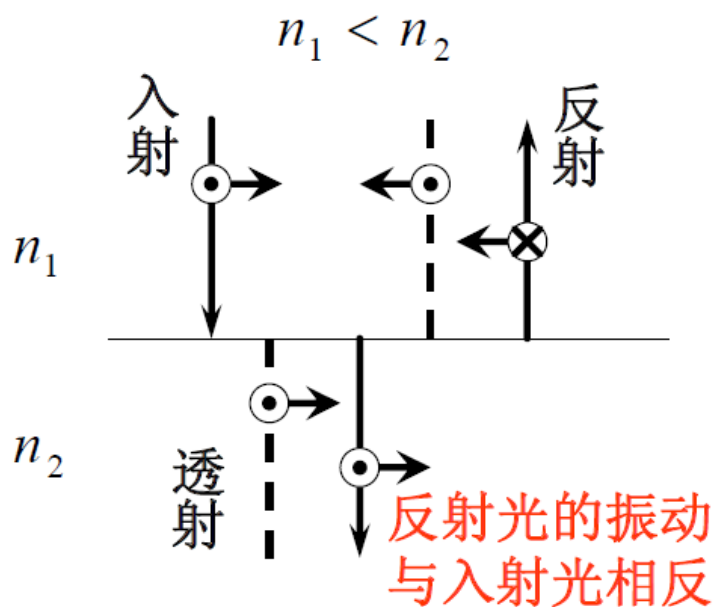 n₁ < n₂
入射
反射
n₁
n₂
透射
反射光的振动
与入射光相反